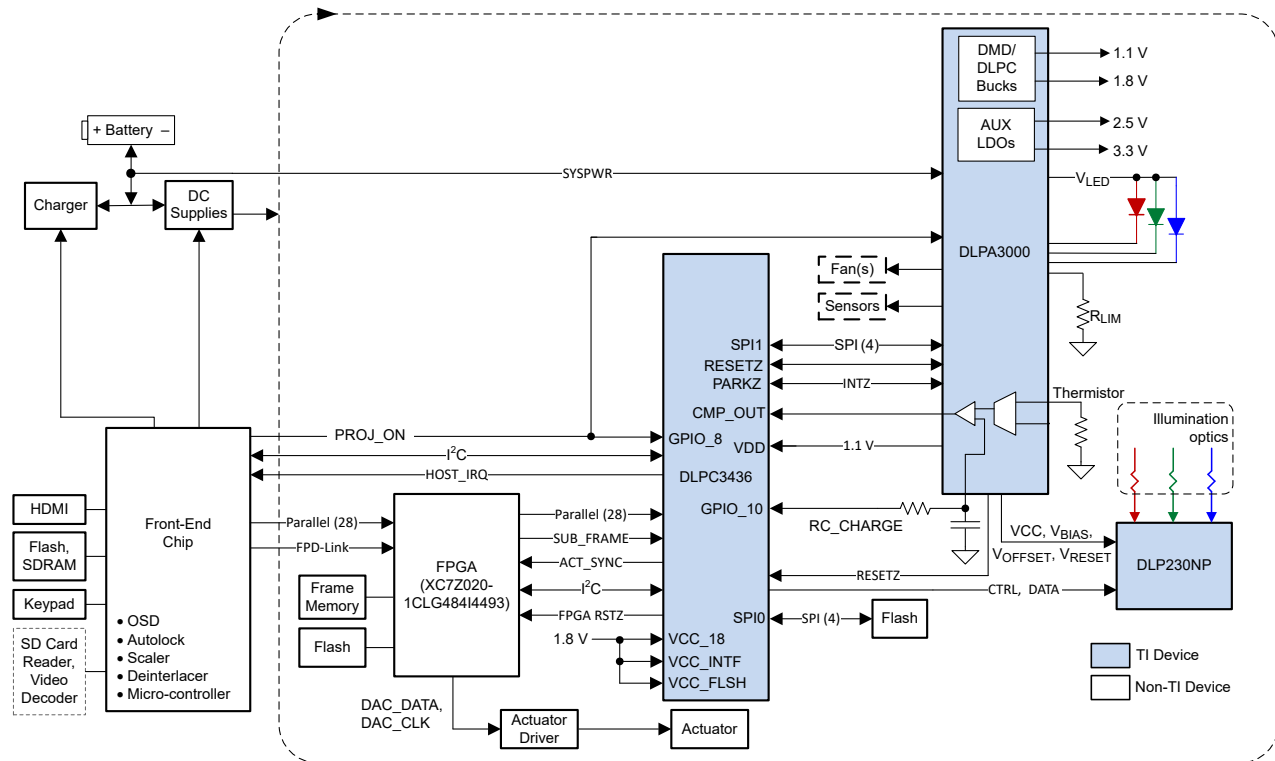 DMD/
DLPC
Bucks
1.1 V
1.8 V
AUX
LDOs
2.5 V
3.3 V
+ Battery –
SYSPWR
VLED
Charger
DC
Supplies
DLPA3000
Fan(s)
Sensors
RLIM
SPI1
SPI (4)
RESETZ
PARKZ
INTZ
CMP_OUT
Thermistor
Illumination
optics
PROJ_ON
GPIO_8
VDD
1.1 V
I2C
HOST_IRQ
DLPC3436
HDMI
Flash,
SDRAM
Keypad
SD Card
Reader,
Video
Decoder
Front-End
Chip
• OSD
• Autolock
• Scaler
• Deinterlacer
• Micro-controller
Parallel (28)
FPD-Link
Frame
Memory
Flash
FPGA
(XC7Z020-
1CLG484I4493)
Parallel (28)
SUB_FRAME
ACT_SYNC
I2C
FPGA RSTZ
GPIO_10
RC_CHARGE
VCC, VBIAS,
VOFFSET, VRESET
DLP230NP
RESETZ
CTRL, DATA
SPI0
SPI (4)
Flash
1.8 V
VCC_18
VCC_INTF
VCC_FLSH
DAC_DATA,
DAC_CLK
Actuator
Driver
Actuator
TI Device
Non-TI Device